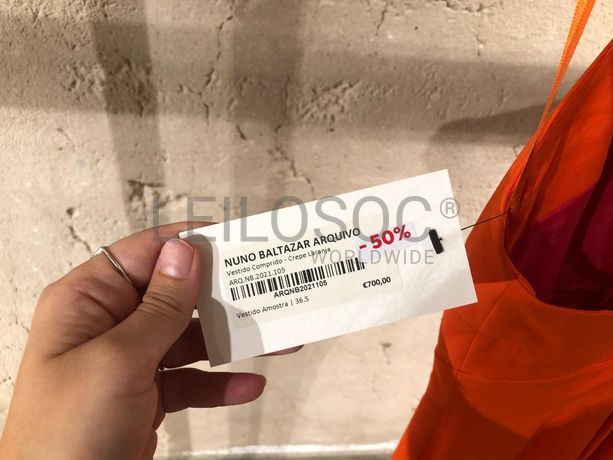 LEILOSOC®
WORLDWIDE
NUNO BALTAZAR ARQUIVO
Vestido Comprido - Crepe Laranja
ARQ.NB.2021.105
-50%
ARQNB2021105
€700,00
Vestido Amostra | 36.5